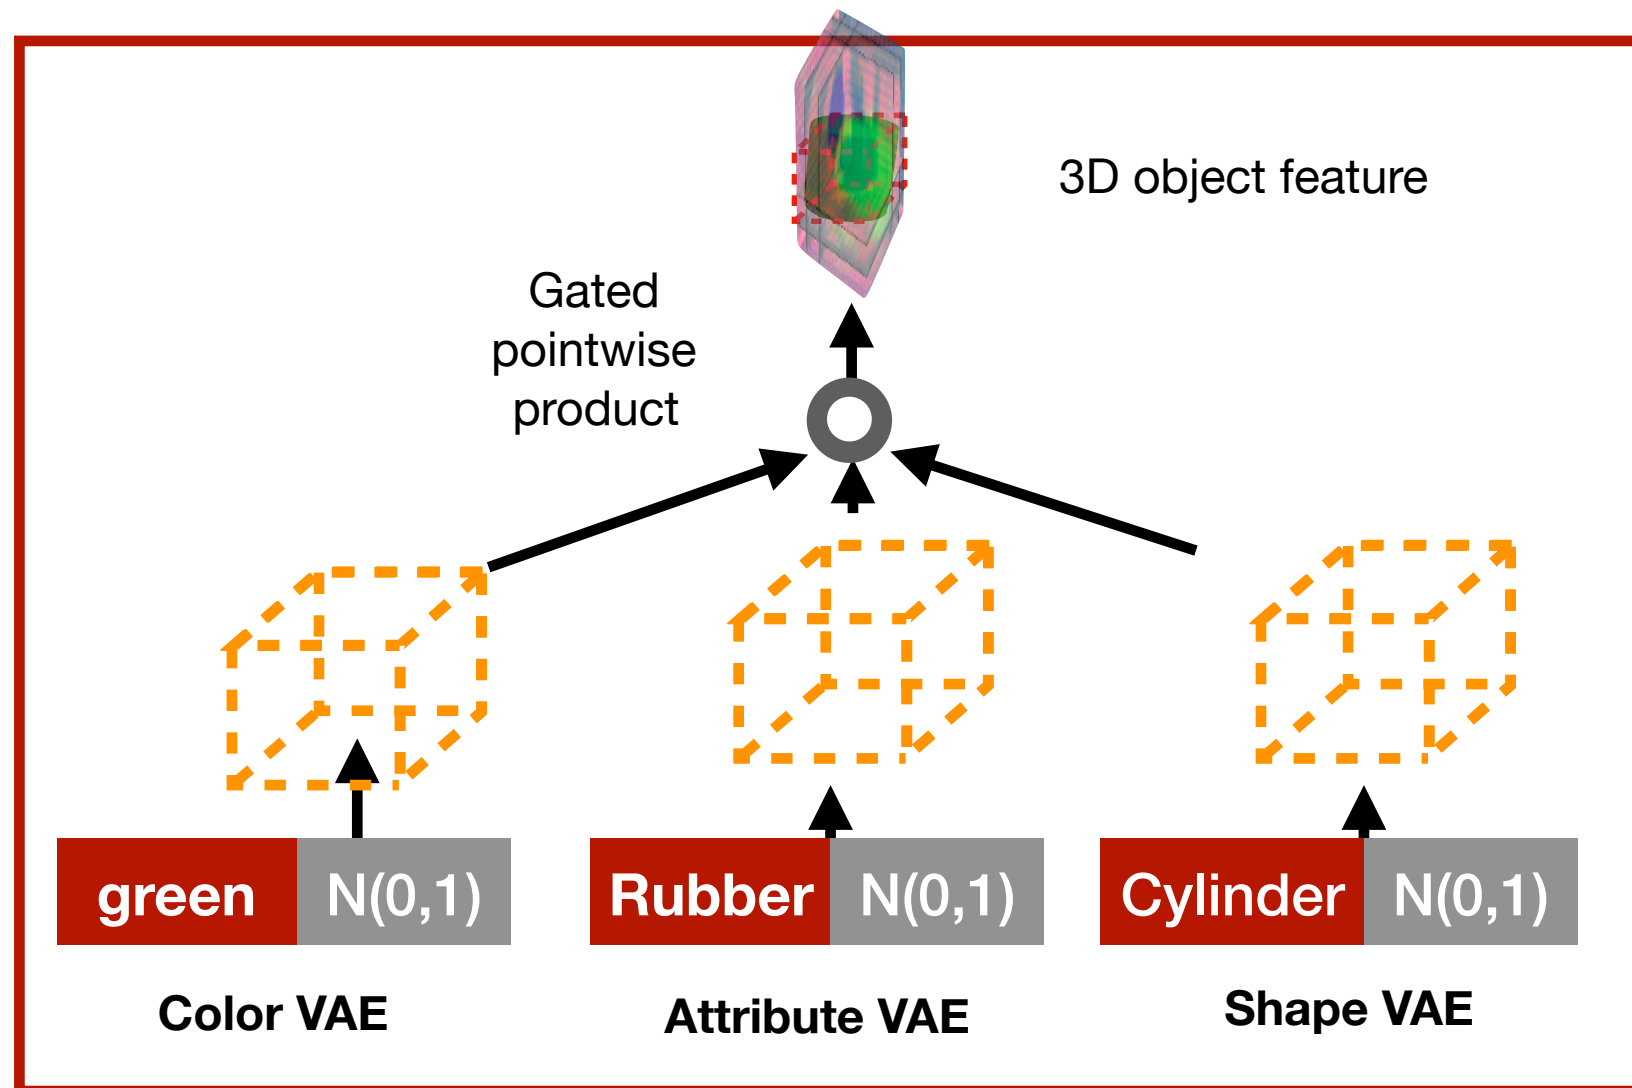 3D object feature
Gated
pointwise
product
green N(0,1)
Rubber N(0,1)
Cylinder N(0,1)
Color VAE
Attribute VAE
Shape VAE